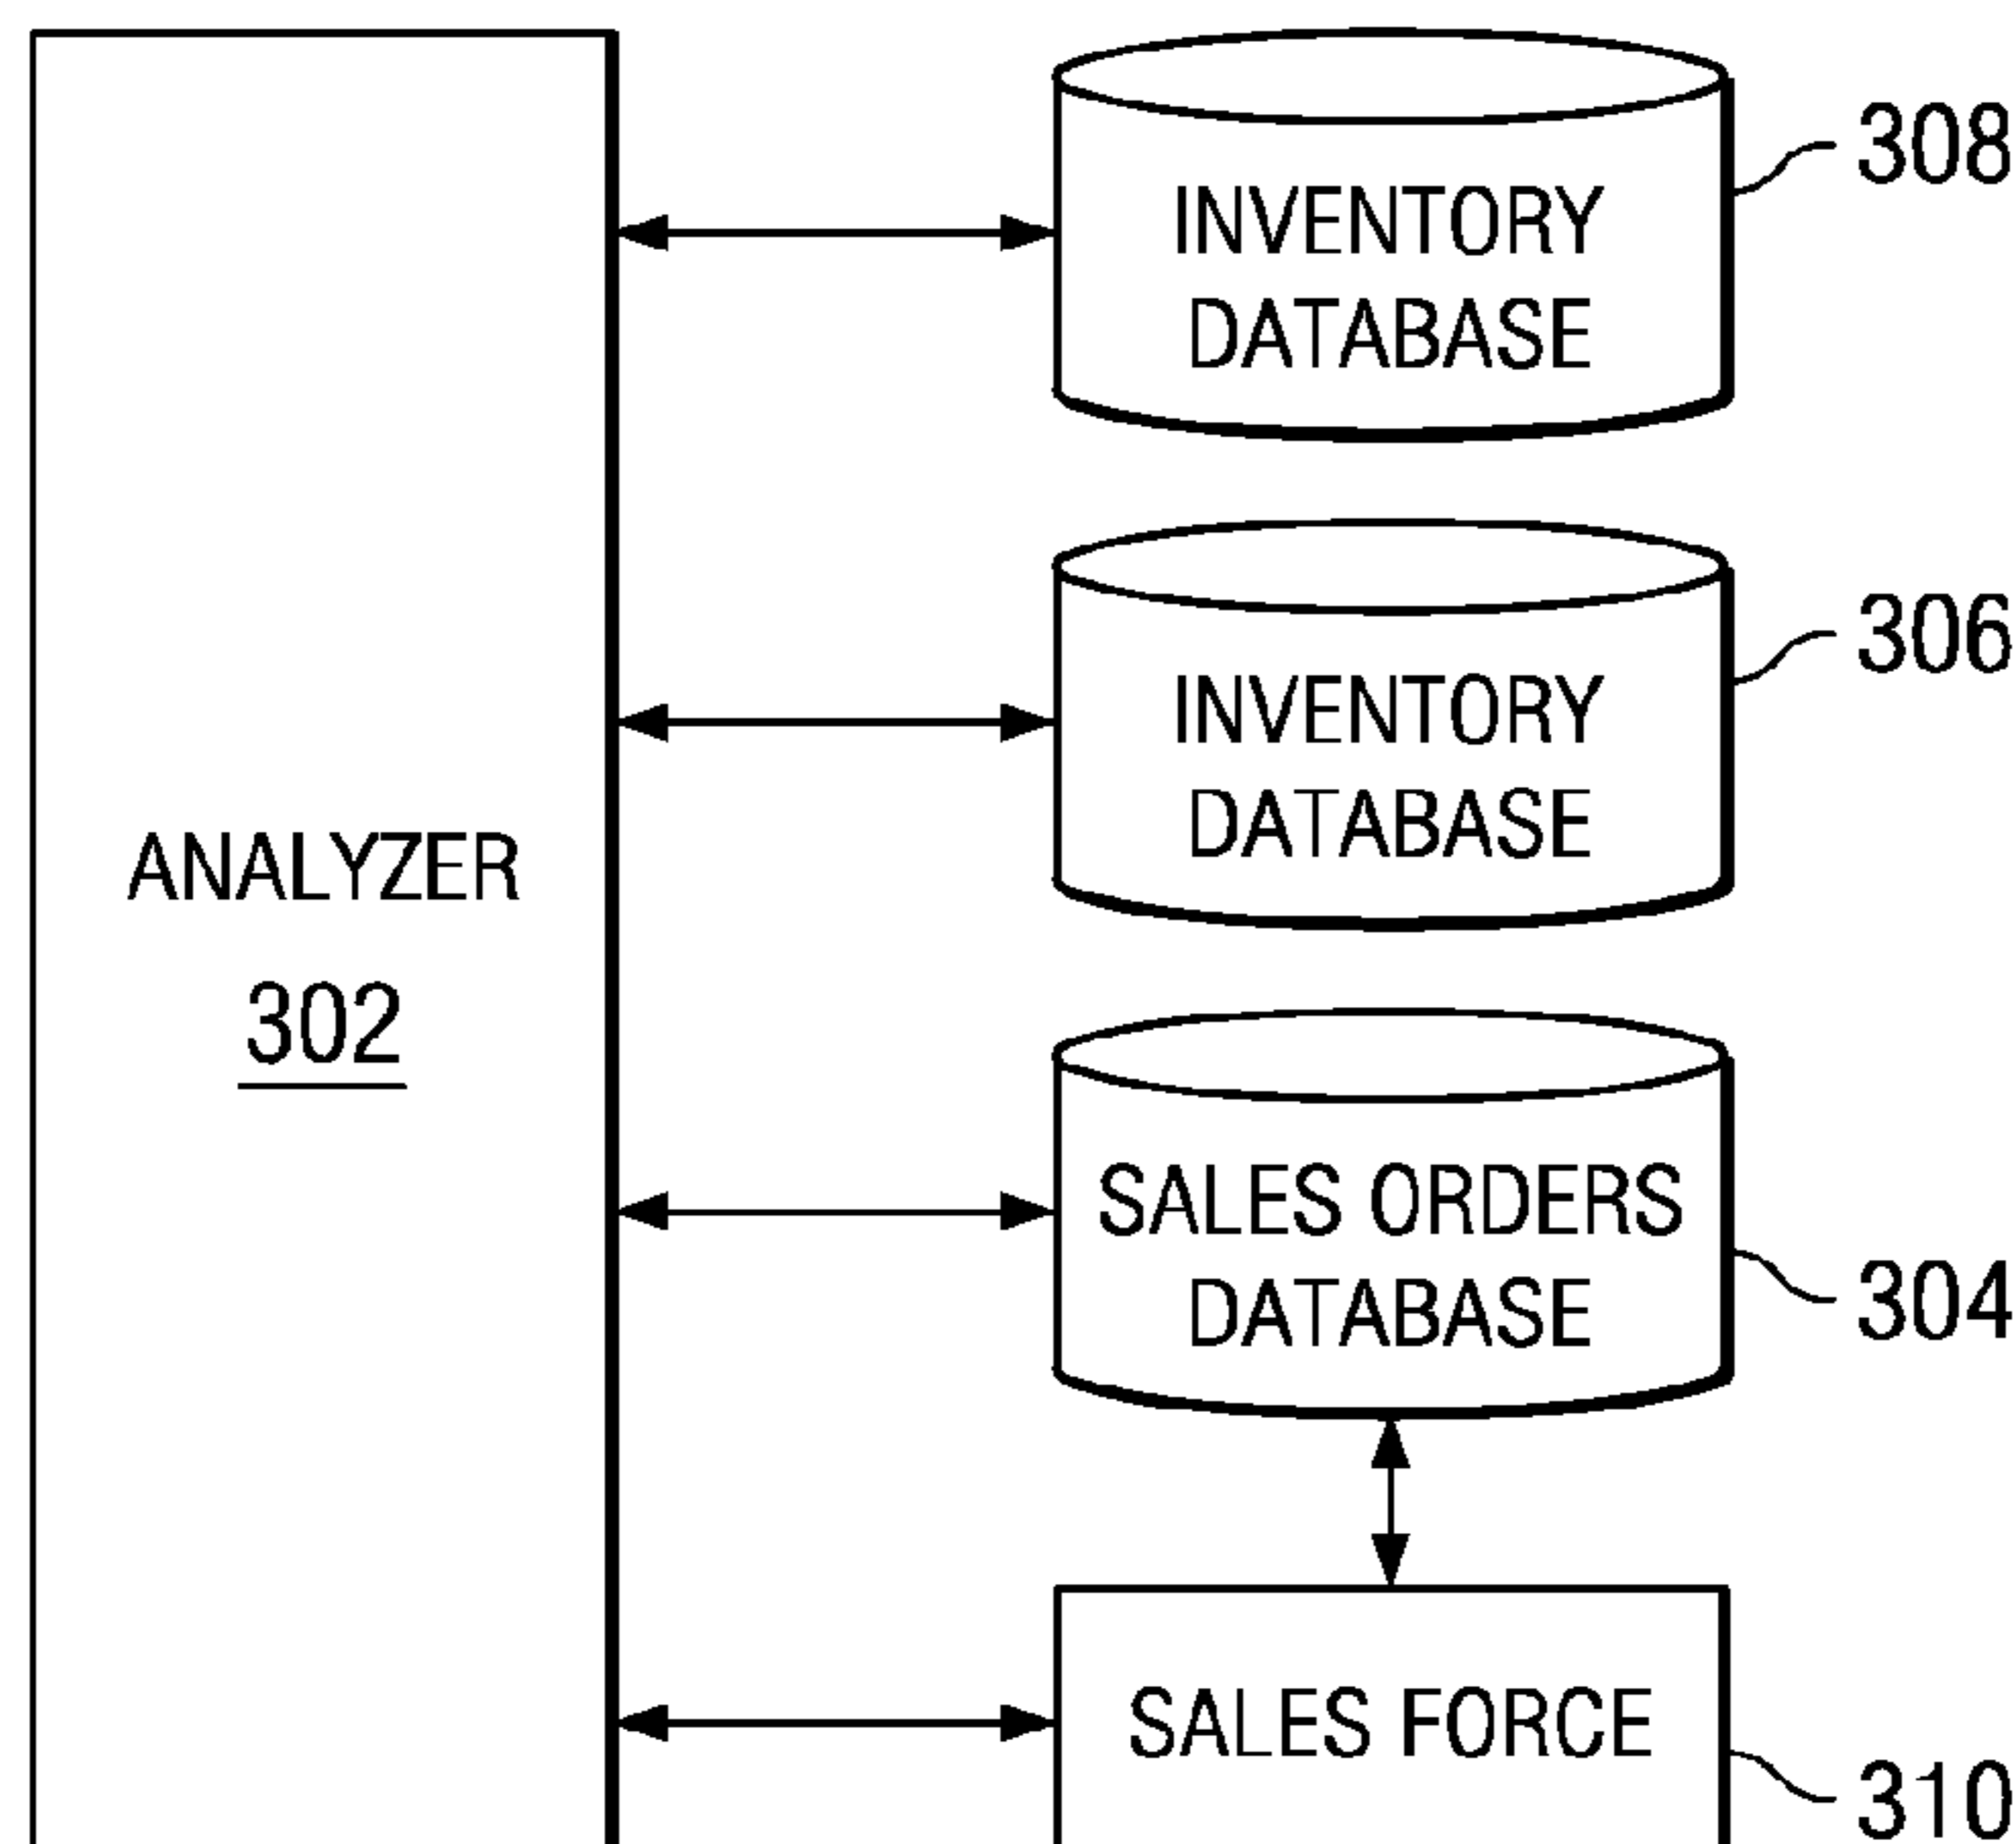 308
INVENTORY
DATABASE
306
INVENTORY
DATABASE
ANALYZER
302
SALES ORDERS
DATABASE
304
SALES FORCE
310